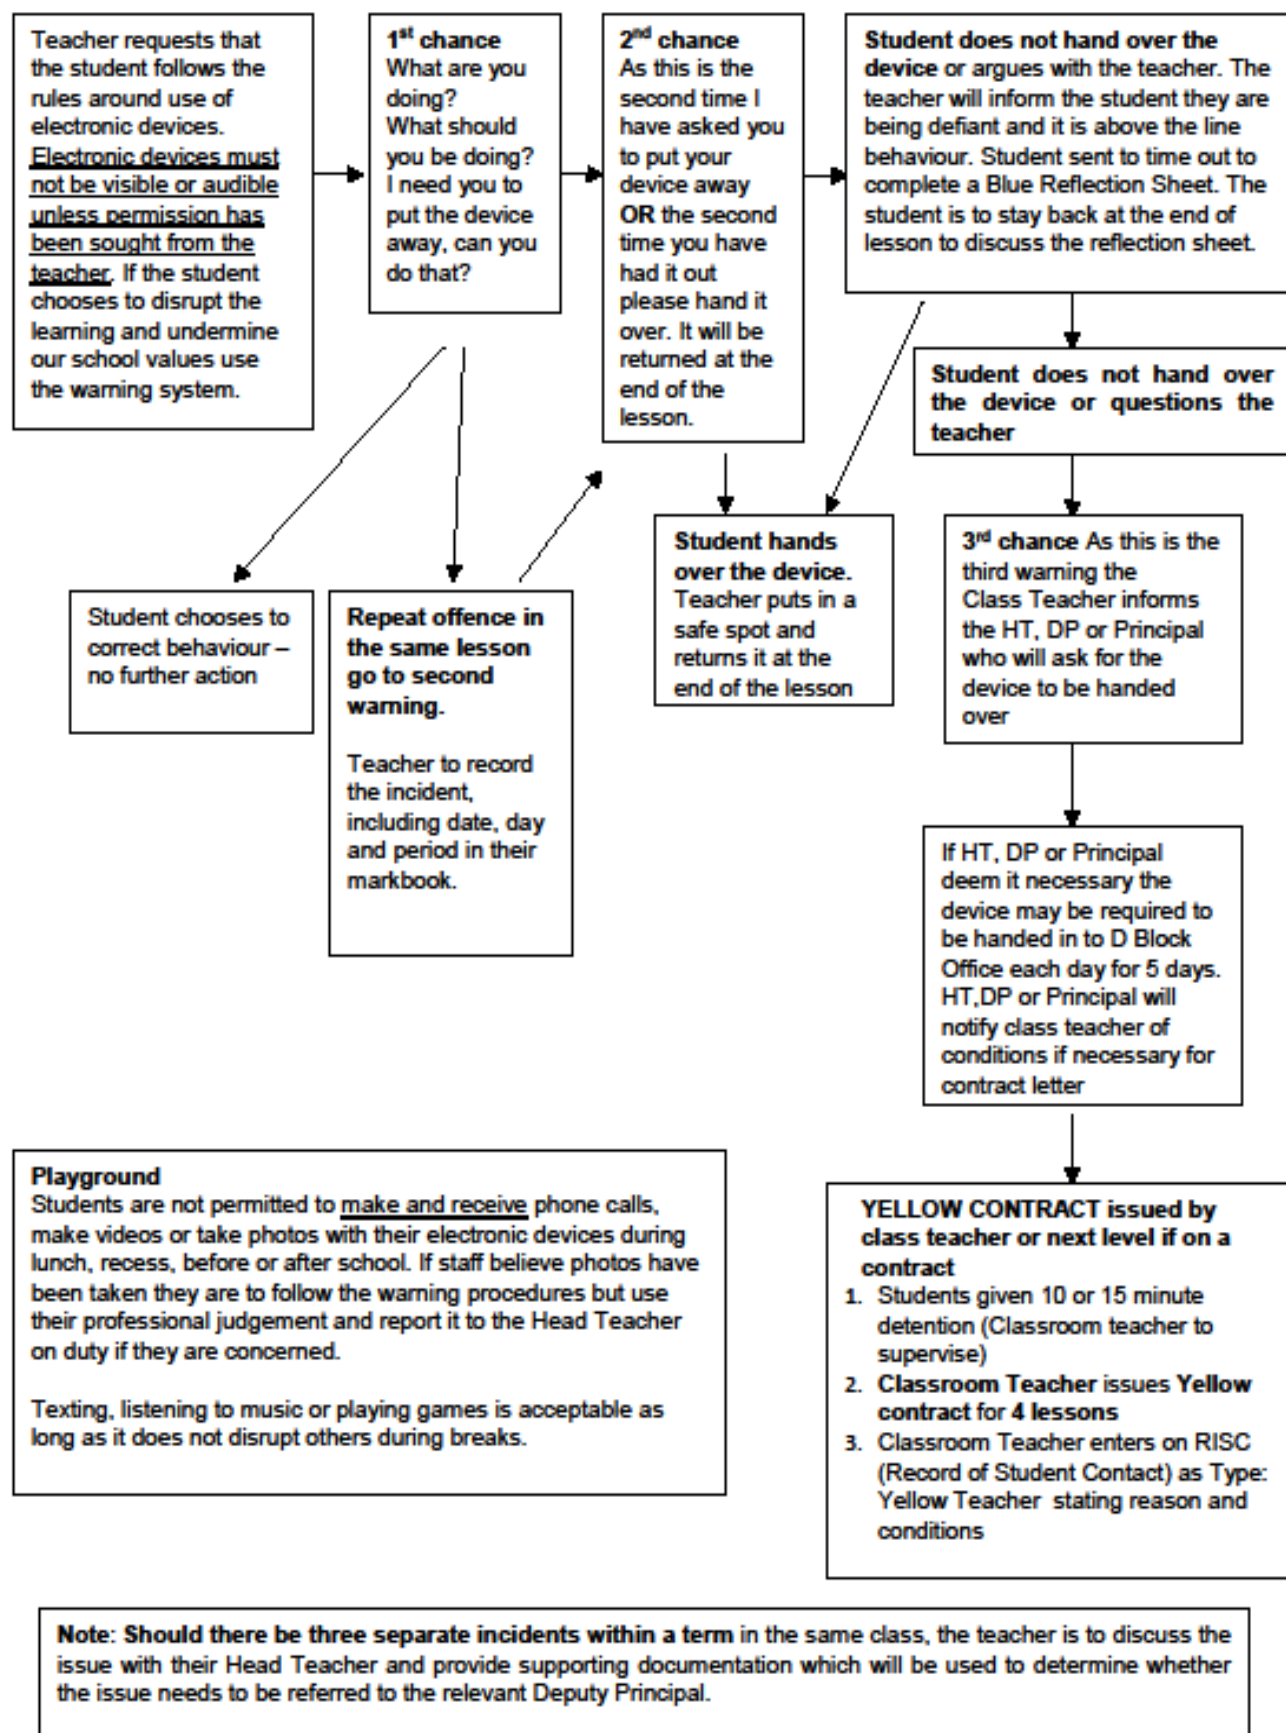 Teacher requests that
the student follows the
rules around use of
electronic devices.
Electronic devices must
not be visible or audible
unless permission has
been sought from the
teacher. If the student
chooses to disrupt the
learning and undermine
our school values use
the warning system.
1st chance
What are you
doing?
What should
you be doing?
I need you to
put the device
away, can you
do that?
2nd chance
As this is the
second time I
have asked you
to put your
device away
OR the second
time you have
had it out
please hand it
over. It will be
returned at the
end of the
lesson.
Student does not hand over the
device or argues with the teacher. The
teacher will inform the student they are
being defiant and it is above the line
behaviour. Student sent to time out to
complete a Blue Reflection Sheet. The
student is to stay back at the end of
lesson to discuss the reflection sheet.
Student does not hand over
the device or questions the
teacher
Student chooses to
correct behaviour –
no further action
Repeat offence in
the same lesson
go to second
warning.
Teacher to record
the incident,
including date, day
and period in their
markbook.
Student hands
over the device.
Teacher puts in a
safe spot and
returns it at the
end of the lesson
3rd chance As this is the
third warning the
Class Teacher informs
the HT, DP or Principal
who will ask for the
device to be handed
over
If HT, DP or Principal
deem it necessary the
device may be required to
be handed in to D Block
Office each day for 5 days.
HT,DP or Principal will
notify class teacher of
conditions if necessary for
contract letter
Playground
Students are not permitted to make and receive phone calls,
make videos or take photos with their electronic devices during
lunch, recess, before or after school. If staff believe photos have
been taken they are to follow the warning procedures but use
their professional judgement and report it to the Head Teacher
on duty if they are concerned.
Texting, listening to music or playing games is acceptable as
long as it does not disrupt others during breaks.
YELLOW CONTRACT issued by
class teacher or next level if on a
contract
1. Students given 10 or 15 minute
detention (Classroom teacher to
supervise)
2. Classroom Teacher issues Yellow
contract for 4 lessons
3. Classroom Teacher enters on RISC
(Record of Student Contact) as Type:
Yellow Teacher stating reason and
conditions
Note: Should there be three separate incidents within a term in the same class, the teacher is to discuss the
issue with their Head Teacher and provide supporting documentation which will be used to determine whether
the issue needs to be referred to the relevant Deputy Principal.